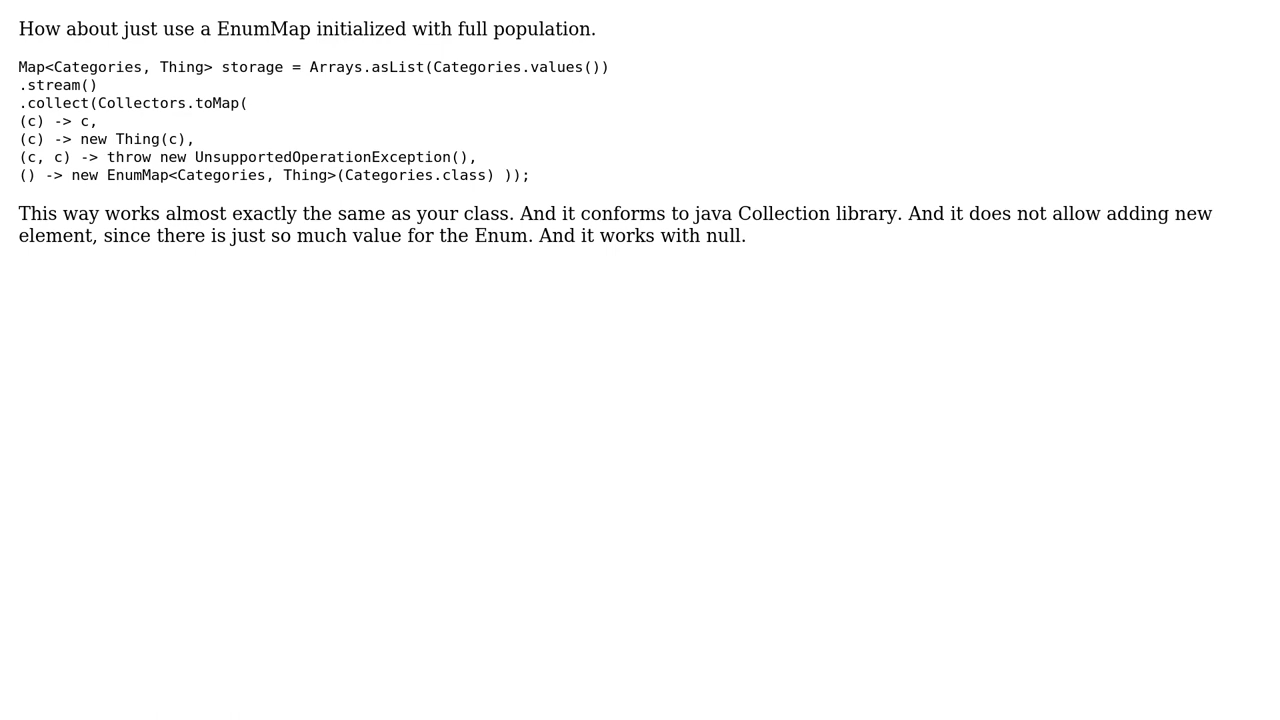 How about just use a EnumMap initialized with full population.
Map<Categories, Thing> storage = Arrays.asList(Categories.values())
.stream()
.collect(Collectors.toMap(
(c) -> c,
(c) -> new Thing(c),
(c, c) -> throw new UnsupportedOperationException(),
() -> new EnumMap<Categories, Thing>(Categories.class) ));
This way works almost exactly the same as your class. And it conforms to java Collection library. And it does not allow adding new
element, since there is just so much value for the Enum. And it works with null.